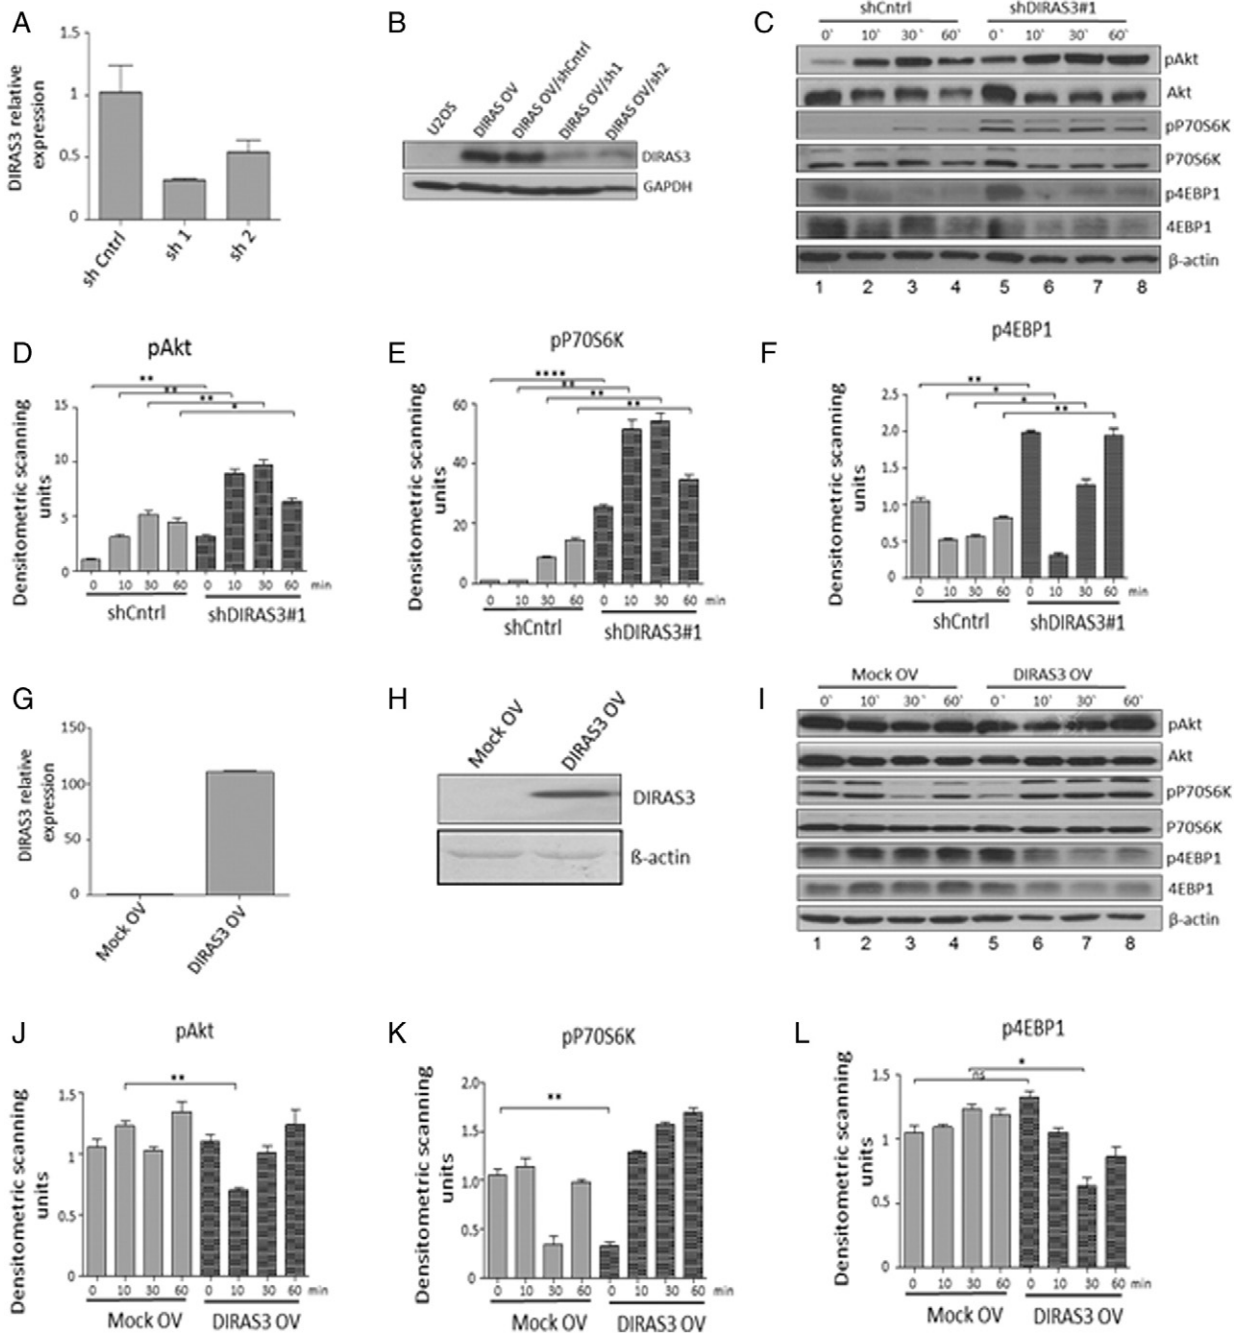 A
DIRAS3 relative
expression
1.5
1
0.5
0
sh Cntrl
sh 1
sh 2
B
U2OS
DIRAS OV
DIRAS OV/shCntrl
DIRAS OV/sh1
DIRAS OV/sh2
DIRAS3
GAPDH
C
shCntrl shDIRAS3#1
0` 10` 30` 60` 0` 10` 30` 60`
pAkt
Akt
pP70S6K
P70S6K
p4EBP1
4EBP1
β-actin
1 2 3 4 5 6 7 8
D
pAkt
Densitometric scanning
units
15
10
5
0
** ** ** *
0 10 30 60 0 10 30 60 min
shCntrl shDIRAS3#1
E
pP70S6K
Densitometric scanning
units
60
40
20
0
**** ** ** **
0 10 30 60 0 10 30 60 min
shCntrl shDIRAS3#1
F
p4EBP1
Densitometric scanning
units
2.5
2.0
1.5
1.0
0.5
0
** * * **
0 10 30 60 0 10 30 60 min
shCntrl shDIRAS3#1
G
DIRAS3 relative
expression
150
100
50
0
Mock OV
DIRAS3 OV
H
Mock OV
DIRAS3 OV
DIRAS3
ß-actin
I
Mock OV DIRAS3 OV
0` 10` 30` 60` 0` 10` 30` 60`
pAkt
Akt
pP70S6K
P70S6K
p4EBP1
4EBP1
β-actin
1 2 3 4 5 6 7 8
J
pAkt
Densitometric scanning
units
1.5
1
0.5
0
**
0 10 30 60 0 10 30 60 min
Mock OV DIRAS3 OV
K
pP70S6K
Densitometric scanning
units
2.0
1.5
1.0
0.5
0
**
0 10 30 60 0 10 30 60 min
Mock OV DIRAS3 OV
L
p4EBP1
Densitometric scanning
units
1.5
1
0.5
0
ns *
0 10 30 60 0 10 30 60 min
Mock OV DIRAS3 OV